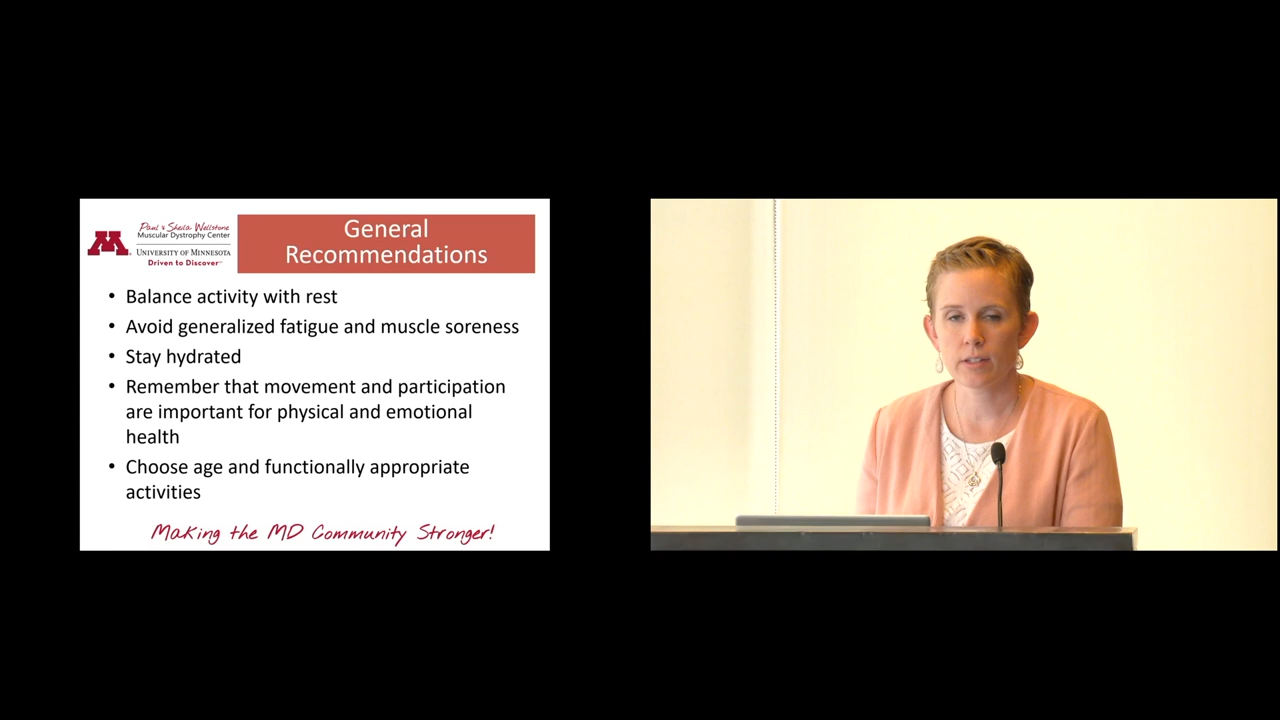 Paul & Sheila Wellstone
Muscular Dystrophy Center
UNIVERSITY OF MINNESOTA
Driven to Discover℠
General
Recommendations
• Balance activity with rest
• Avoid generalized fatigue and muscle soreness
• Stay hydrated
• Remember that movement and participation
are important for physical and emotional
health
• Choose age and functionally appropriate
activities
Making the MD Community Stronger!